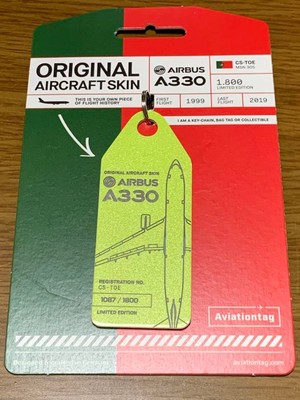 ORIGINAL
AIRCRAFT SKIN
THIS IS YOUR OWN PIECE
OF FLIGHT HISTORY
AIRBUS
A330
CS-TOE
MSN 305
1.800
LIMITED EDITION
FIRST
FLIGHT
1999
LAST
FLIGHT
2019
I AM A KEY-CHAIN, BAG TAG OR COLLECTIBLE
ORIGINAL AIRCRAFT SKIN
AIRBUS
A330
REGISTRATION NO.
CS-TOE
1087 / 1800
LIMITED EDITION
Aviationtag
aviationtag.com